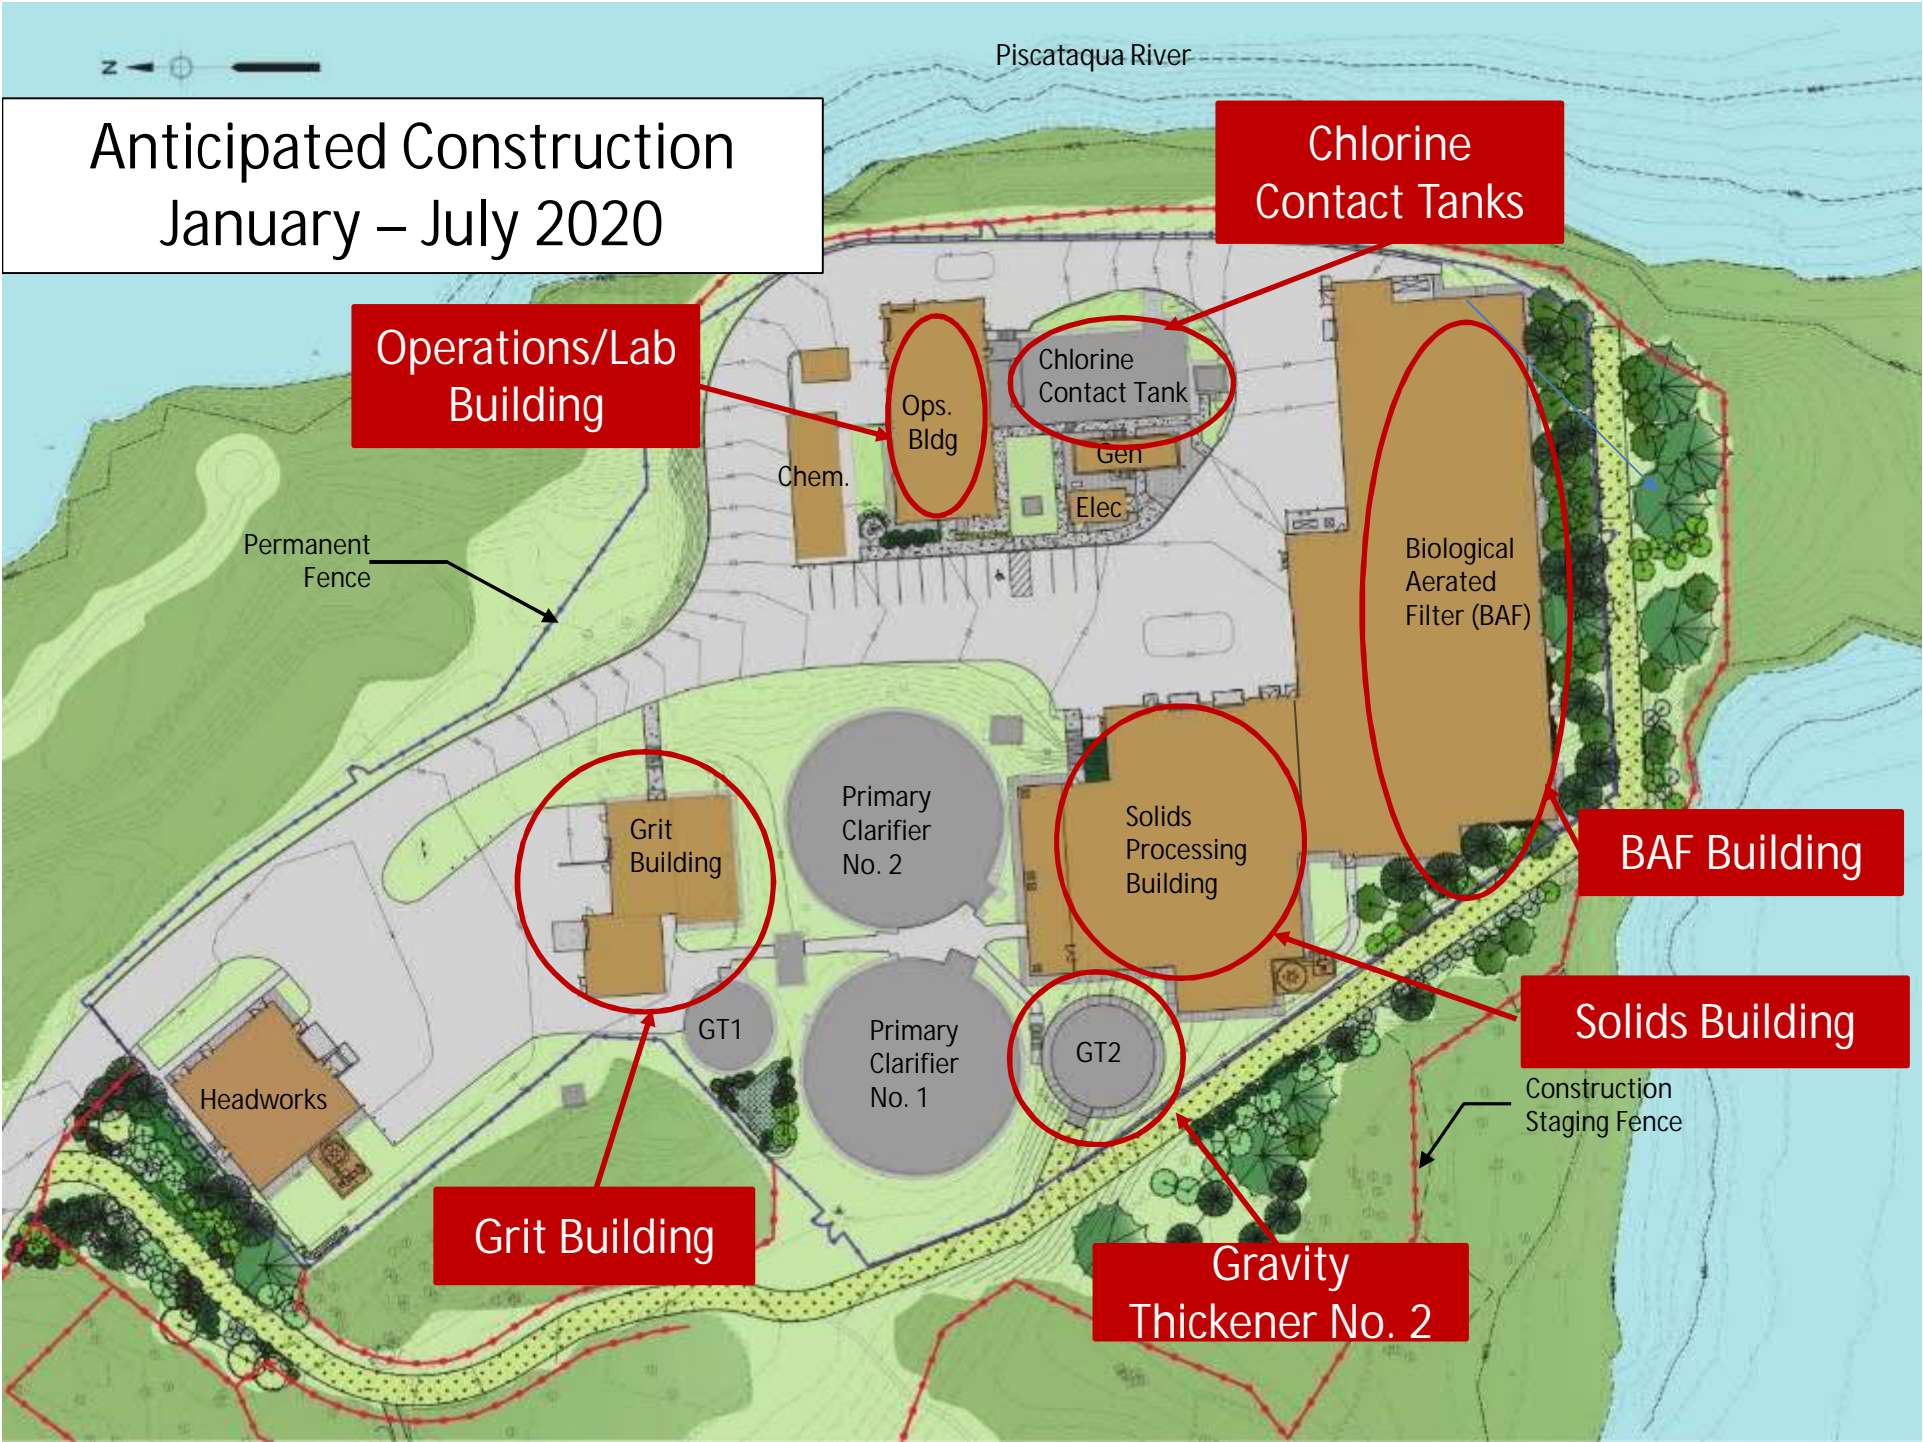 Piscataqua River
N
Anticipated Construction
January – July 2020
Chlorine
Contact Tanks
Operations/Lab
Building
Chlorine
Contact Tank
Ops.
Bldg
Gen
Chem.
Elec
Permanent
Fence
Biological
Aerated
Filter (BAF)
Primary
Clarifier
No. 2
Grit
Building
Solids
Processing
Building
BAF Building
Solids Building
GT1
Primary
Clarifier
No. 1
GT2
Headworks
Construction
Staging Fence
Grit Building
Gravity
Thickener No. 2